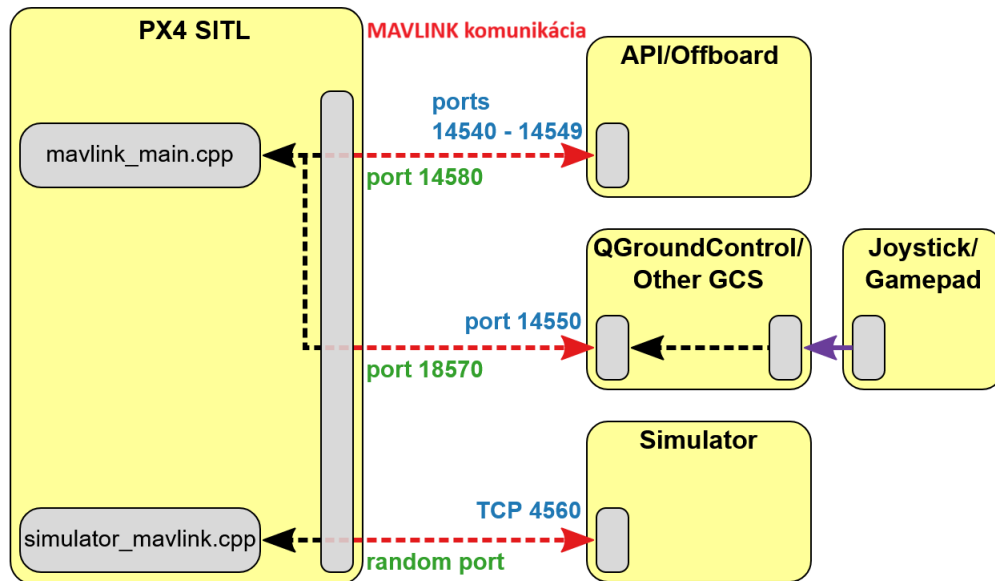 PX4 SITL
MAVLINK komunikácia
API/Offboard
ports
14540 - 14549
mavlink_main.cpp
port 14580
QGroundControl/
Other GCS
Joystick/
Gamepad
port 14550
port 18570
Simulator
TCP 4560
simulator_mavlink.cpp
random port